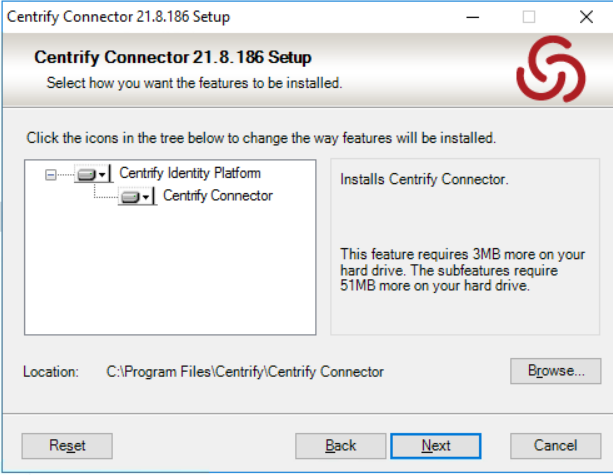 Centrify Connector 21.8.186 Setup
Centrify Connector 21.8.186 Setup
Select how you want the features to be installed.
Click the icons in the tree below to change the way features will be installed.
Centrify Identity Platform
Centrify Connector
Installs Centrify Connector.
This feature requires 3MB more on your
hard drive. The subfeatures require
51MB more on your hard drive.
Location: C:\Program Files\Centrify\Centrify Connector
Browse...
Reset Back Next Cancel